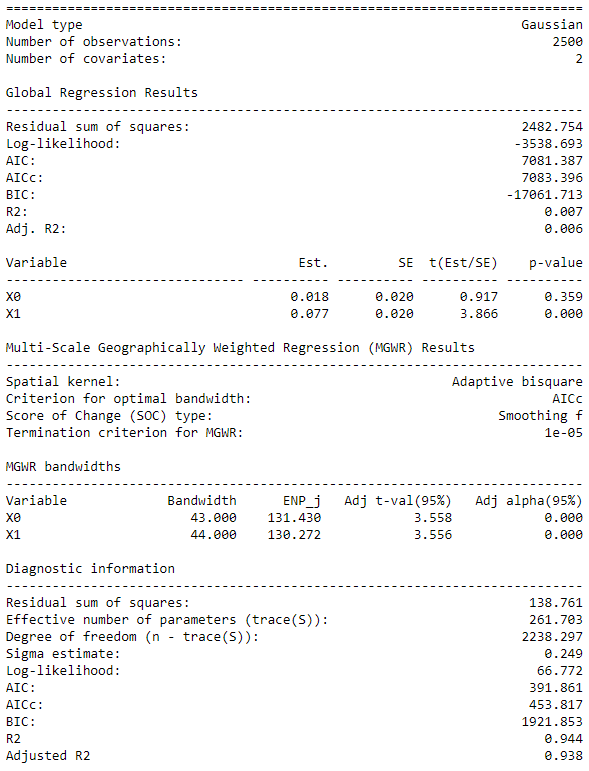 ===========================================================================
Model type                                                         Gaussian
Number of observations:                                                2500
Number of covariates:                                                     2

Global Regression Results
---------------------------------------------------------------------------
Residual sum of squares:                                           2482.754
Log-likelihood:                                                   -3538.693
AIC:                                                               7081.387
AICc:                                                              7083.396
BIC:                                                             -17061.713
R2:                                                                   0.007
Adj. R2:                                                              0.006

Variable                              Est.         SE  t(Est/SE)    p-value
------------------------------- ---------- ---------- ---------- ----------
X0                                   0.018      0.020      0.917      0.359
X1                                   0.077      0.020      3.866      0.000

Multi-Scale Geographically Weighted Regression (MGWR) Results
---------------------------------------------------------------------------
Spatial kernel:                                           Adaptive bisquare
Criterion for optimal bandwidth:                                       AICc
Score of Change (SOC) type:                                     Smoothing f
Termination criterion for MGWR:                                       1e-05

MGWR bandwidths
---------------------------------------------------------------------------
Variable             Bandwidth      ENP_j   Adj t-val(95%)   Adj alpha(95%)
X0                      43.000    131.430            3.558            0.000
X1                      44.000    130.272            3.556            0.000

Diagnostic information
---------------------------------------------------------------------------
Residual sum of squares:                                            138.761
Effective number of parameters (trace(S)):                          261.703
Degree of freedom (n - trace(S)):                                  2238.297
Sigma estimate:                                                       0.249
Log-likelihood:                                                      66.772
AIC:                                                                391.861
AICc:                                                               453.817
BIC:                                                               1921.853
R2                                                                    0.944
Adjusted R2                                                           0.938